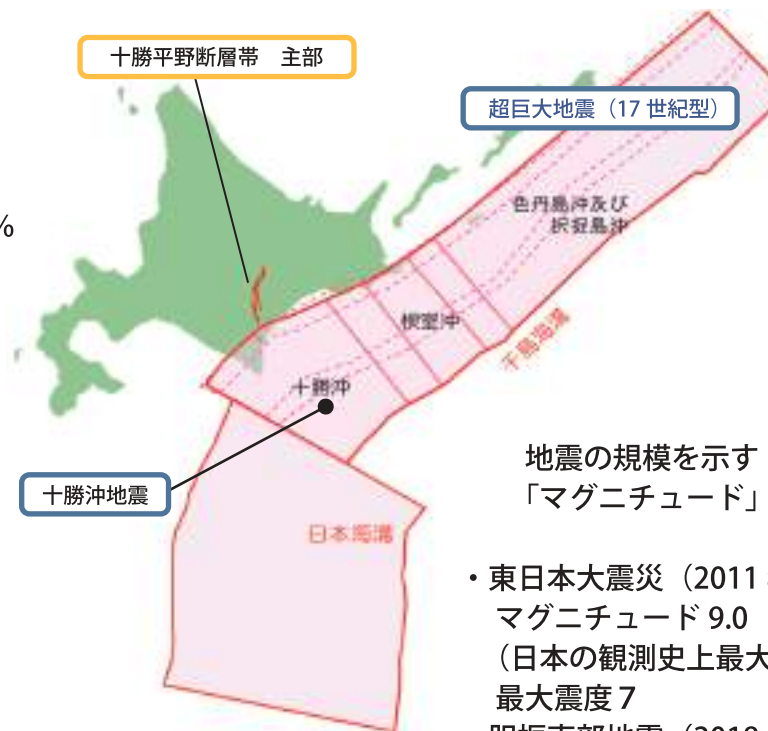 十勝平野断層帯　主部
超巨大地震（17 世紀型）
%
色丹島沖及び
択捉島沖
根室沖
千島海溝
十勝沖
十勝沖地震
日本海溝
地震の規模を示す
「マグニチュード」
・東日本大震災（2011
マグニチュード 9.0
（日本の観測史上最大
最大震度 7